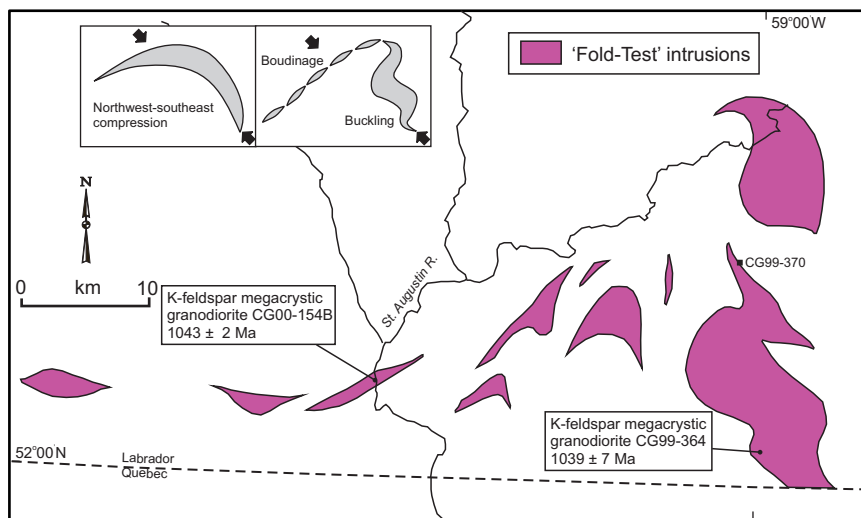 59°00'W
Boudinage
Northwest-southeast
compression
Buckling
'Fold-Test' intrusions
N
0 km 10
St. Augustin R.
CG99-370
K-feldspar megacrystic
granodiorite CG00-154B
1043 ± 2 Ma
K-feldspar megacrystic
granodiorite CG99-364
1039 ± 7 Ma
52°00'N
Labrador
Quebec